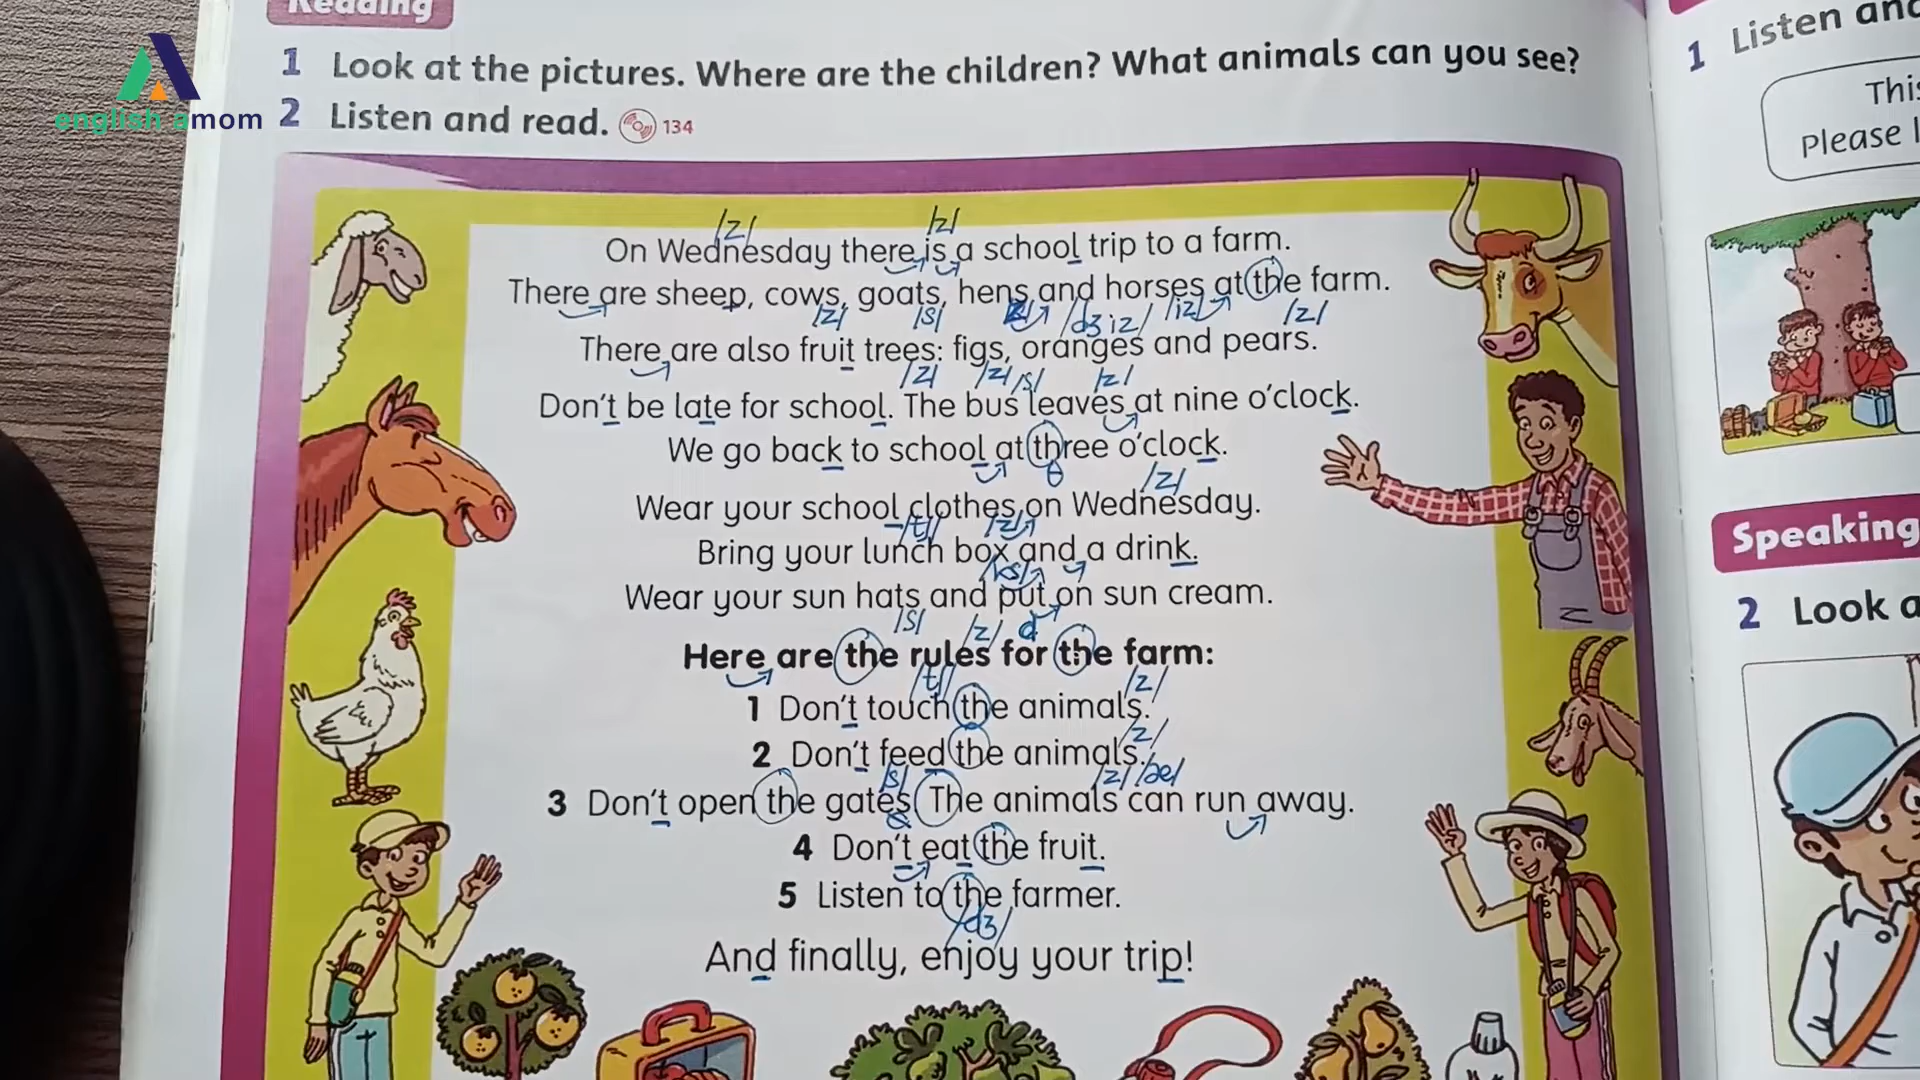 Reading
1 Look at the pictures. Where are the children? What animals can you see?
2 Listen and read. 134
english amom
On Wednesday there is a school trip to a farm.
There are sheep, cows, goats, hens and horses at the farm.
There are also fruit trees: figs, oranges and pears.
Don't be late for school. The bus leaves at nine o'clock.
We go back to school at three o'clock.
Wear your school clothes on Wednesday.
Bring your lunch box and a drink.
Wear your sun hats and put on sun cream.
Here are the rules for the farm:
1 Don't touch the animals.
2 Don't feed the animals.
3 Don't open the gates. The animals can run away.
4 Don't eat the fruit.
5 Listen to the farmer.
And finally, enjoy your trip!
/z/ /z/
/z/ /s/ /dʒ iz/ /iz/ /z/
/z/ /z/ /s/ /z/
θ
/z/
/z/
/ks/
/s/ /z/ d
/z/
/z/
/s/ /z/ /æ/
/dʒ/
1 Listen and
This
Please
Speaking
2 Look